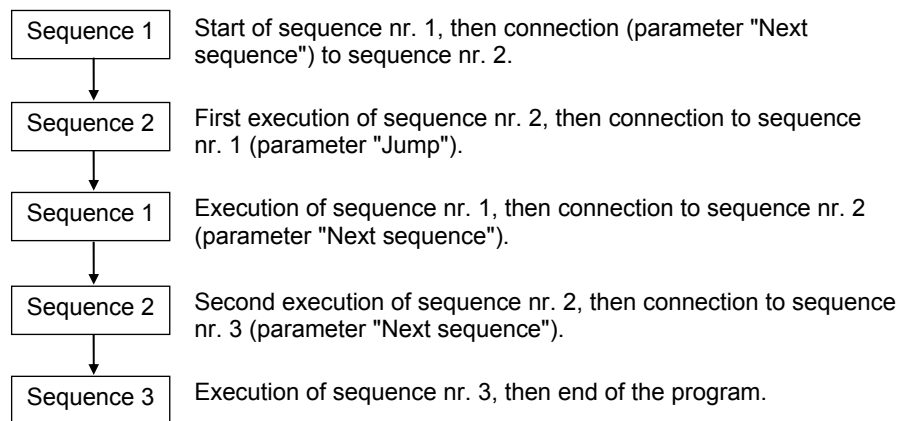 Sequence 1
Start of sequence nr. 1, then connection (parameter "Next
sequence") to sequence nr. 2.
Sequence 2
First execution of sequence nr. 2, then connection to sequence
nr. 1 (parameter "Jump").
Sequence 1
Execution of sequence nr. 1, then connection to sequence nr. 2
(parameter "Next sequence").
Sequence 2
Second execution of sequence nr. 2, then connection to sequence
nr. 3 (parameter "Next sequence").
Sequence 3
Execution of sequence nr. 3, then end of the program.